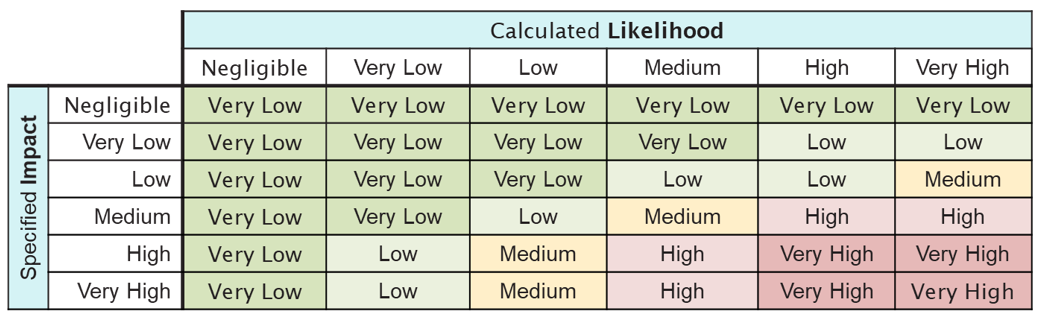 Calculated Likelihood
Negligible Very Low Low Medium High Very High
Specified Impact
Negligible Very Low Very Low Very Low Very Low Very Low Very Low
Very Low Very Low Very Low Very Low Very Low Low Low
Low Very Low Very Low Very Low Low Low Medium
Medium Very Low Very Low Low Medium High High
High Very Low Low Medium High Very High Very High
Very High Very Low Low Medium High Very High Very High